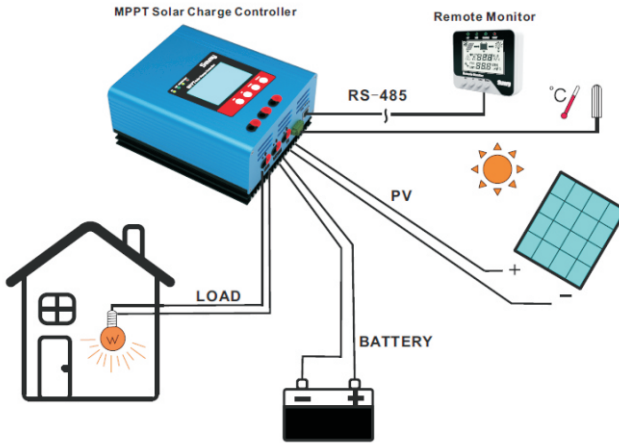 MPPT Solar Charge Controller
Remote Monitor
RS-485
°C
PV
+
−
LOAD
W
BATTERY
− +